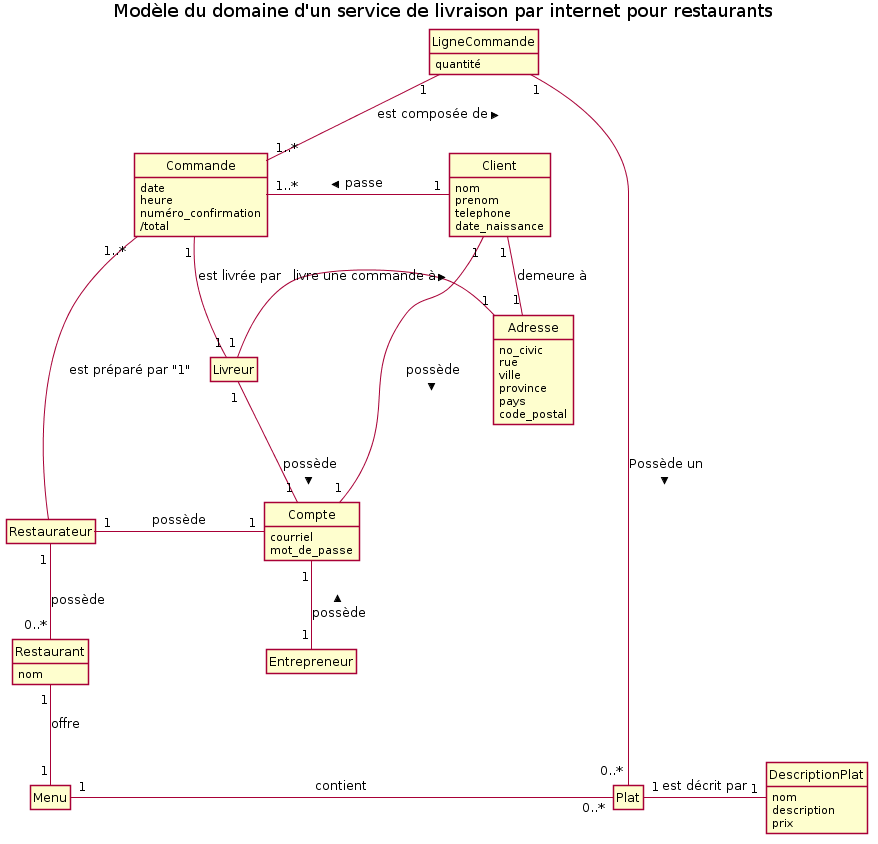 Modèle du domaine d'un service de livraison par internet pour restaurants
LigneCommande
quantité
1
1
est composée de
1..*
Commande
date
heure
numéro_confirmation
/total
1..*
passe
1
Client
nom
prenom
telephone
date_naissance
1..*
1
1
1
est livrée par
livre une commande à
demeure à
1
1
Adresse
no_civic
rue
ville
province
pays
code_postal
1
1
Livreur
est préparé par "1"
possède
1
possède
Possède un
1
1
Compte
courriel
mot_de_passe
Restaurateur
1
possède
1
1
possède
0..*
1
possède
1
Entrepreneur
Restaurant
nom
1
offre
1
Menu
1
contient
0..*
0..*
Plat
1
est décrit par
1
DescriptionPlat
nom
description
prix